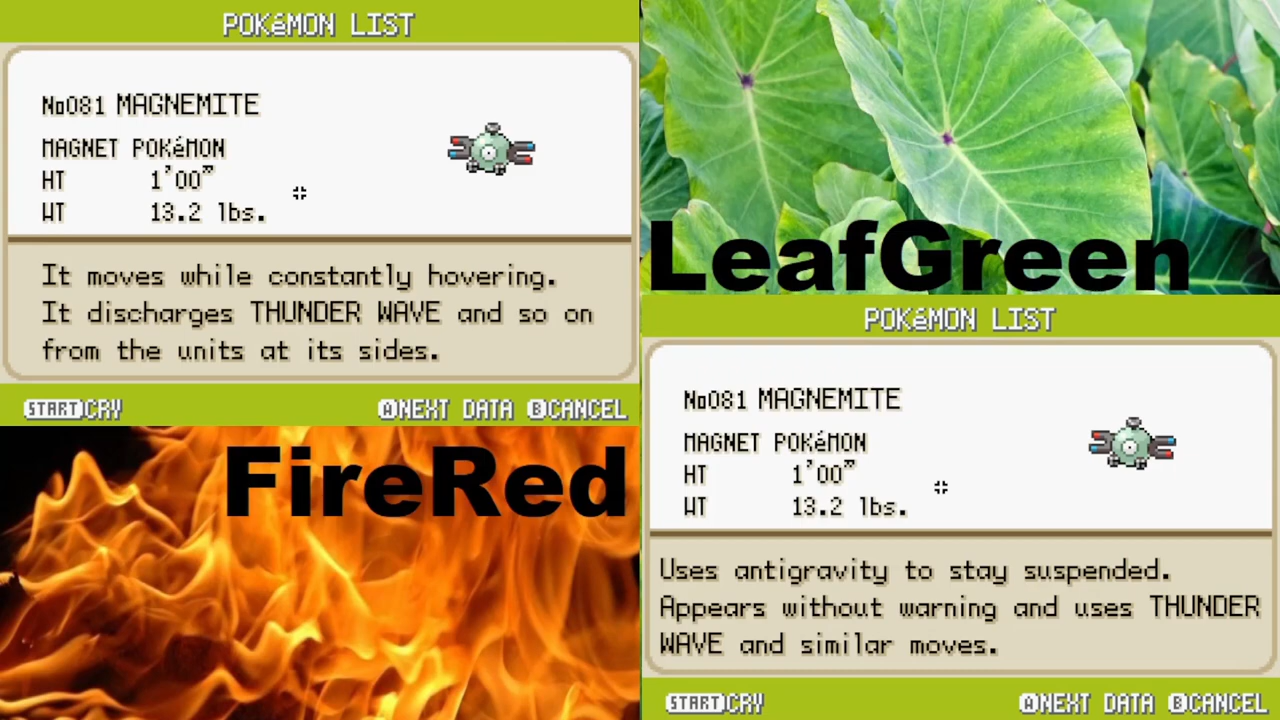 POKéMON LIST
No081 MAGNEMITE
MAGNET POKéMON
HT 1'00"
WT 13.2 lbs.
It moves while constantly hovering.
It discharges THUNDER WAVE and so on
from the units at its sides.
START CRY A NEXT DATA B CANCEL
FireRed
LeafGreen
POKéMON LIST
No081 MAGNEMITE
MAGNET POKéMON
HT 1'00"
WT 13.2 lbs.
Uses antigravity to stay suspended.
Appears without warning and uses THUNDER
WAVE and similar moves.
START CRY A NEXT DATA B CANCEL